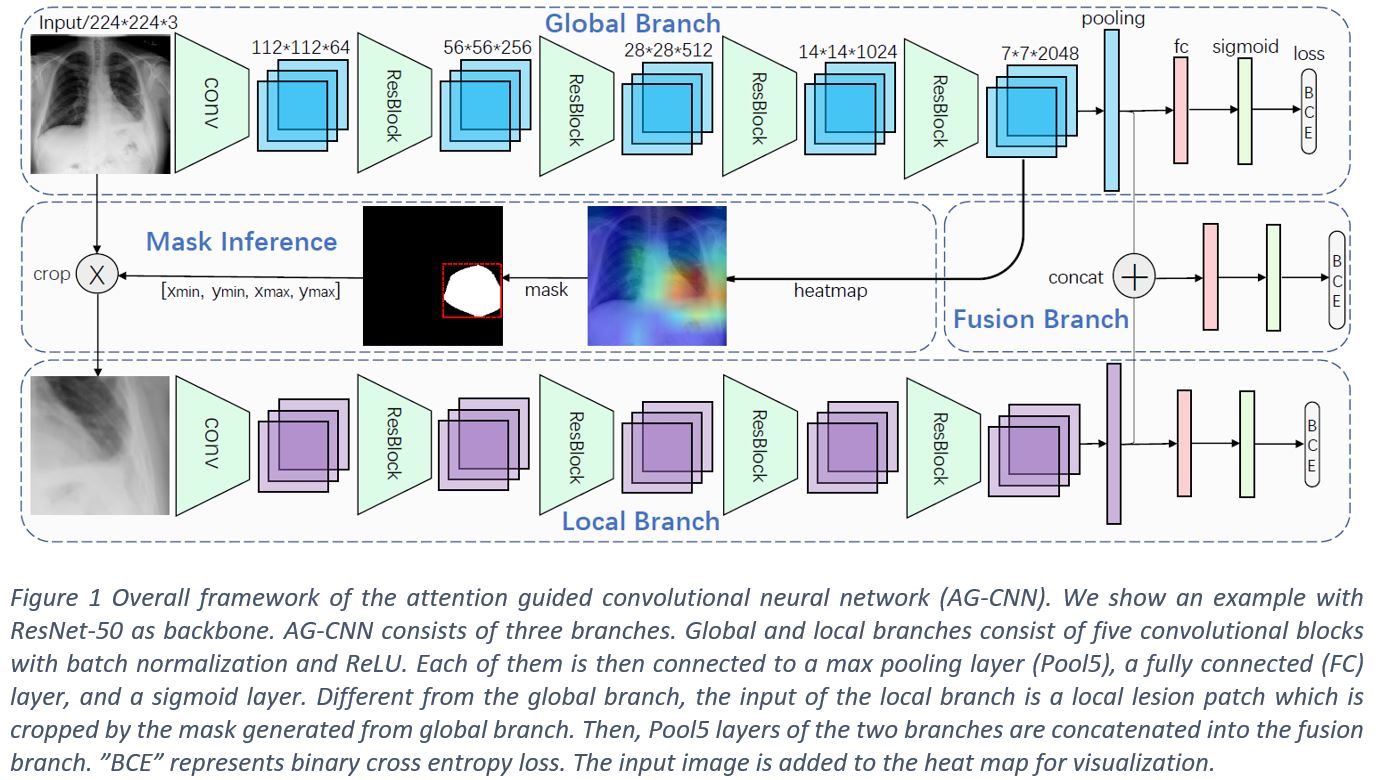 Input/224*224*3
Global Branch
pooling
112*112*64
56*56*256
28*28*512
14*14*1024
7*7*2048
fc
sigmoid
loss
conv
ResBlock
ResBlock
ResBlock
ResBlock
BCE
Mask Inference
crop
X
[xmin, ymin, xmax, ymax]
mask
heatmap
concat
+
Fusion Branch
BCE
conv
ResBlock
ResBlock
ResBlock
ResBlock
BCE
Local Branch
Figure 1 Overall framework of the attention guided convolutional neural network (AG-CNN). We show an example with
ResNet-50 as backbone. AG-CNN consists of three branches. Global and local branches consist of five convolutional blocks
with batch normalization and ReLU. Each of them is then connected to a max pooling layer (Pool5), a fully connected (FC)
layer, and a sigmoid layer. Different from the global branch, the input of the local branch is a local lesion patch which is
cropped by the mask generated from global branch. Then, Pool5 layers of the two branches are concatenated into the fusion
branch. ”BCE” represents binary cross entropy loss. The input image is added to the heat map for visualization.